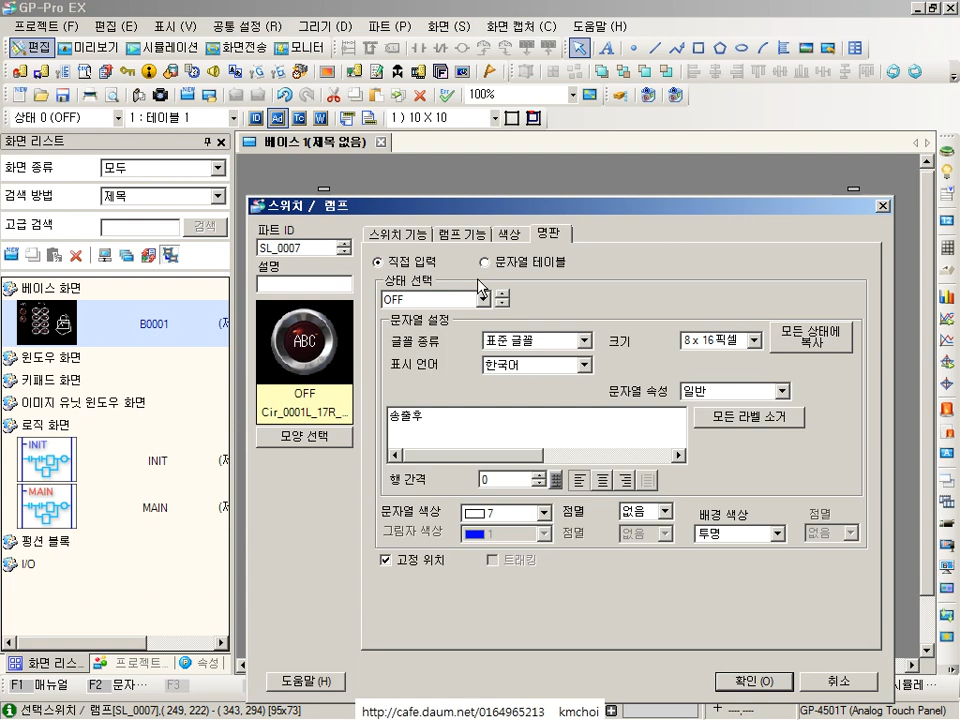 GP-Pro EX
프로젝트 (F) 편집 (E) 표시 (V) 공통 설정 (R) 그리기 (D) 파트 (P) 화면 (S) 화면 캡처 (C) 도움말 (H)
편집 미리보기 시뮬레이션 화면전송 모니터
100%
상태 0 (OFF) 1 : 테이블 1 ID Ad Tc W 1 ) 10 X 10
화면 리스트
베이스 1(제목 없음)
화면 종류 모두
검색 방법 제목
고급 검색 검색
베이스 화면
B0001
윈도우 화면
키패드 화면
이미지 유닛 윈도우 화면
로직 화면
INIT INIT
MAIN MAIN
펑션 블록
I/O
화면 리스... 프로젝트... 속성
스위치 / 램프
파트 ID
SL_0007
설명
ABC
OFF
Cir_0001L_17R_...
모양 선택
스위치 기능 램프 기능 색상 명판
직접 입력 문자열 테이블
상태 선택
OFF
문자열 설정
글꼴 종류 표준 글꼴 크기 8 x 16 픽셀 모든 상태에 복사
표시 언어 한국어
문자열 속성 일반
송출후
모든 라벨 소거
행 간격 0
문자열 색상 7 점멸 없음 배경 색상 점멸
그림자 색상 1 점멸 없음 투명 없음
고정 위치 트래킹
도움말 (H) 확인 (O) 취소
F1 매뉴얼 F2 문자... F3
선택스위치 / 램프[SL_0007],( 249, 222) - ( 343, 294) [95x73]
http://cafe.daum.net/0164965213 kmchoi
GP-4501T (Analog Touch Panel)